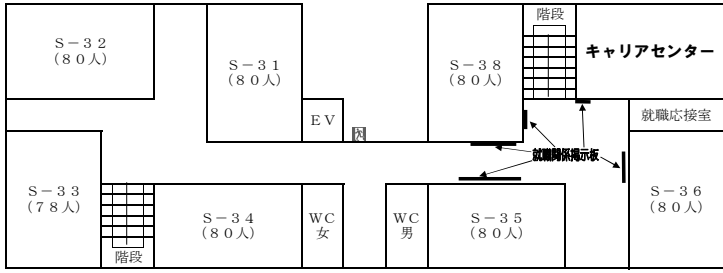 階段
S－３２
(８０人)
S－３１
(８０人)
S－３８
(８０人)
キャリアセンター
EV
就職応接室
就職関係掲示板
S－３３
(７８人)
S－３４
(８０人)
WC
女
WC
男
S－３５
(８０人)
S－３６
(８０人)
階段